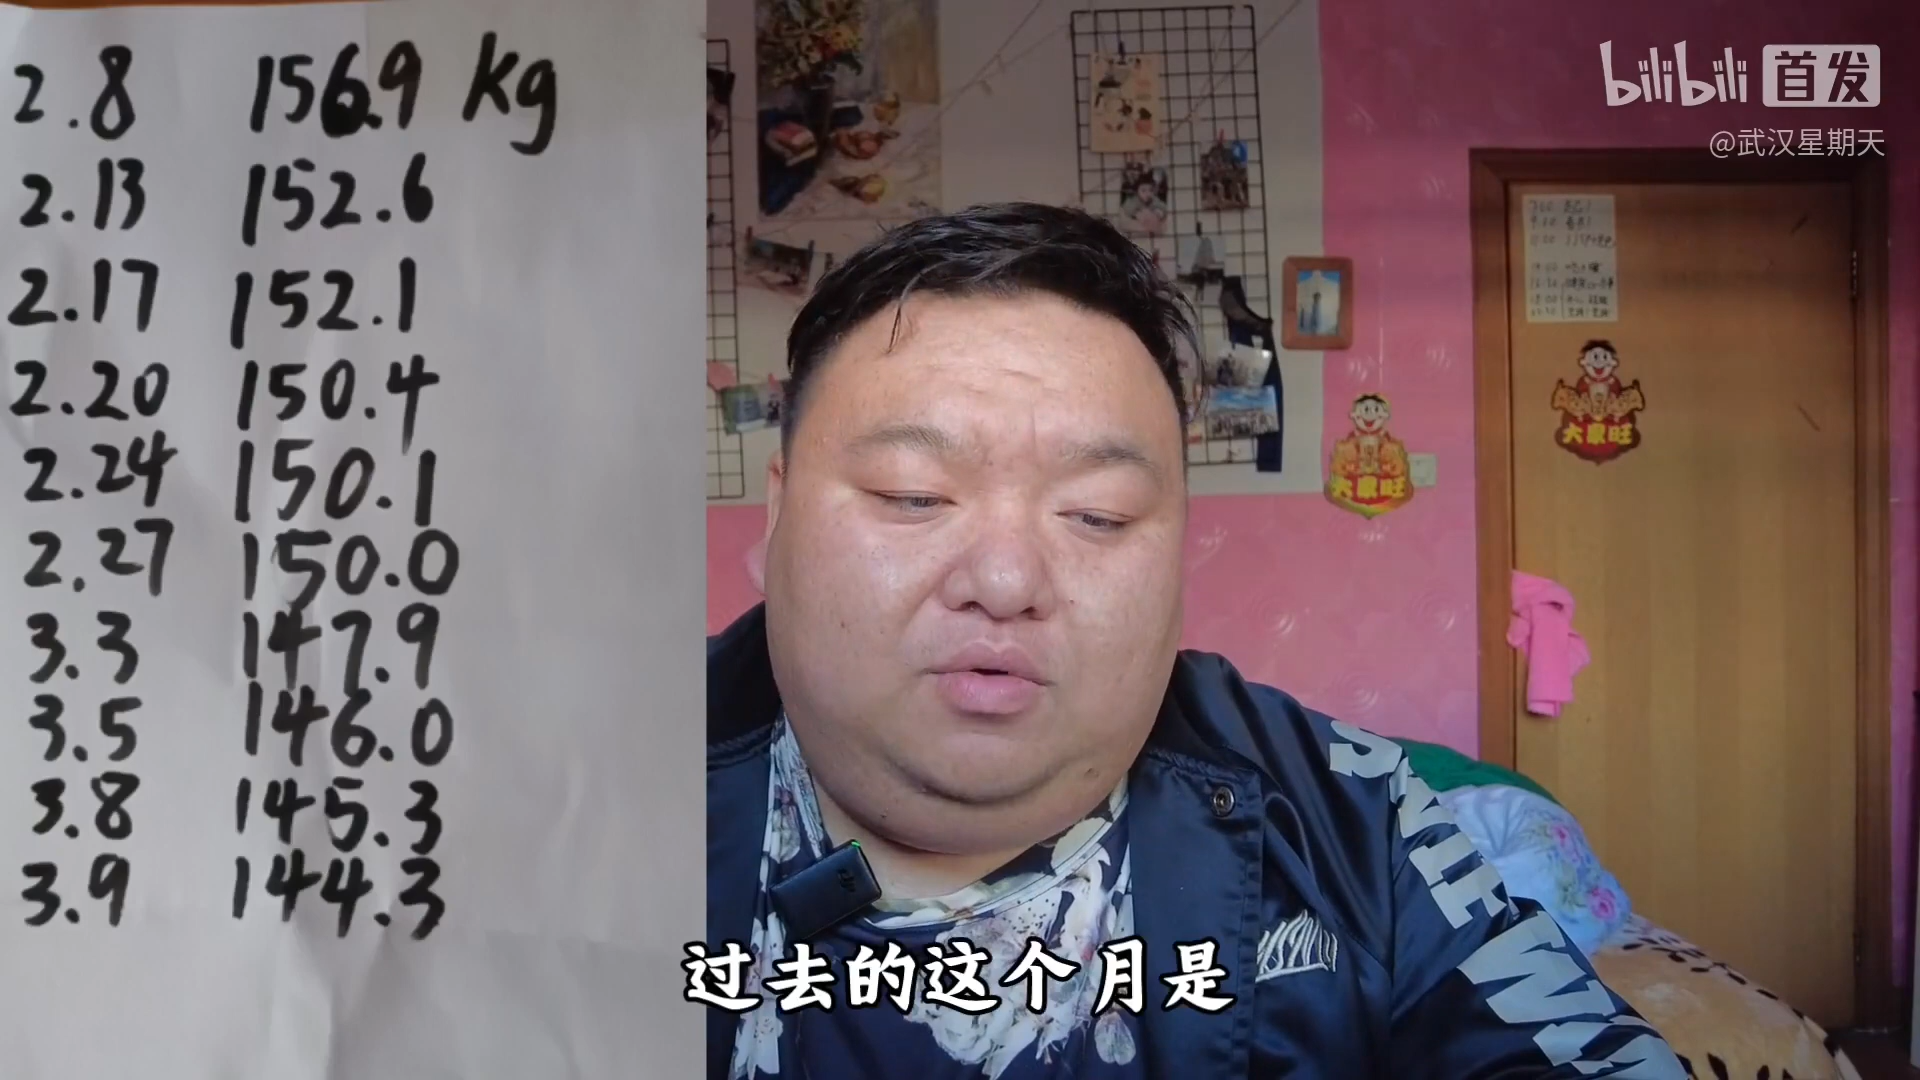 2.8 156.9 kg
2.13 152.6
2.17 152.1
2.20 150.4
2.24 150.1
2.27 150.0
3.3 147.9
3.5 146.0
3.8 145.3
3.9 144.3
bilibili 首发
@武汉星期天
大家旺
大家旺
过去的这个月是